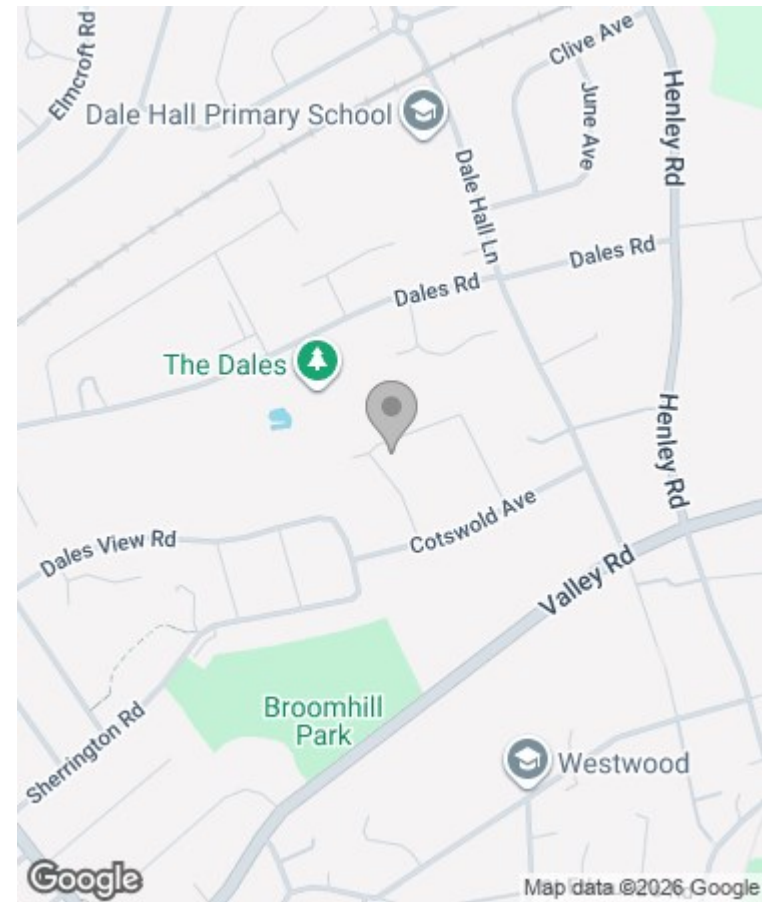 Elmcroft Rd
Clive Ave
Dale Hall Primary School
June Ave
Henley Rd
Dale Hall Ln
Dales Rd
Dales Rd
The Dales
Henley Rd
Cotswold Ave
Dales View Rd
Valley Rd
Broomhill
Park
Sherrington Rd
Westwood
Google
Map data ©2026 Google